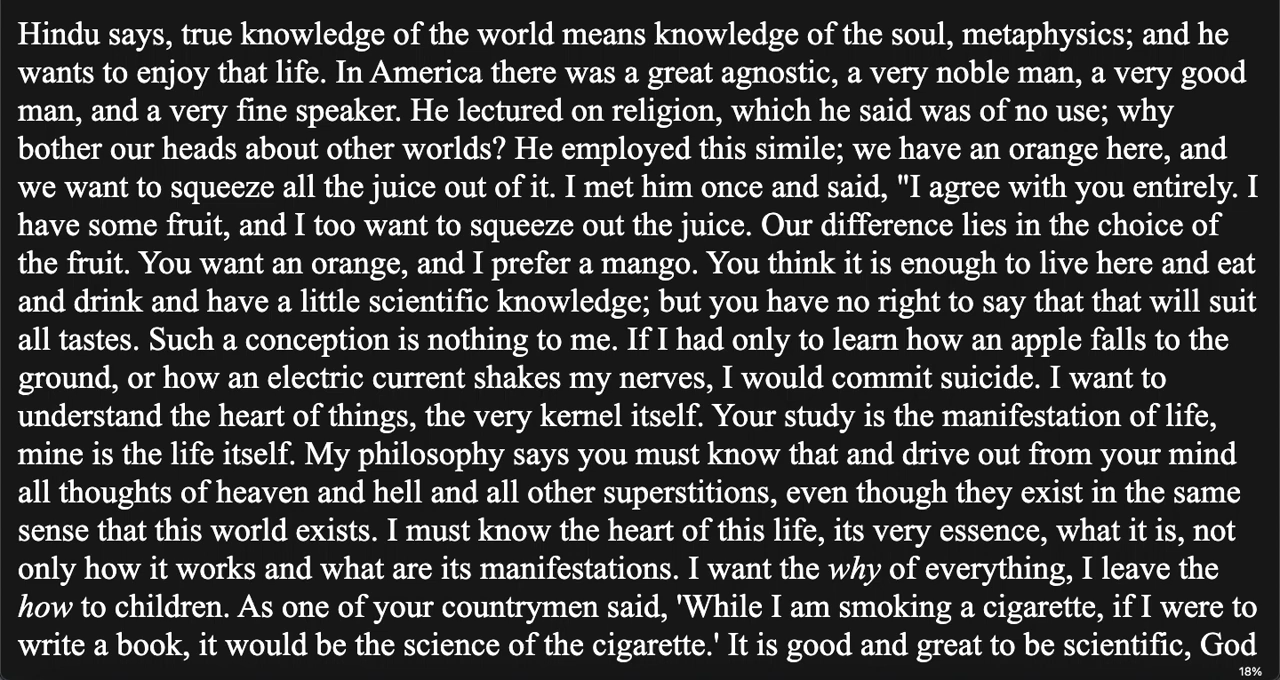 Hindu says, true knowledge of the world means knowledge of the soul, metaphysics; and he
wants to enjoy that life. In America there was a great agnostic, a very noble man, a very good
man, and a very fine speaker. He lectured on religion, which he said was of no use; why
bother our heads about other worlds? He employed this simile; we have an orange here, and
we want to squeeze all the juice out of it. I met him once and said, "I agree with you entirely. I
have some fruit, and I too want to squeeze out the juice. Our difference lies in the choice of
the fruit. You want an orange, and I prefer a mango. You think it is enough to live here and eat
and drink and have a little scientific knowledge; but you have no right to say that that will suit
all tastes. Such a conception is nothing to me. If I had only to learn how an apple falls to the
ground, or how an electric current shakes my nerves, I would commit suicide. I want to
understand the heart of things, the very kernel itself. Your study is the manifestation of life,
mine is the life itself. My philosophy says you must know that and drive out from your mind
all thoughts of heaven and hell and all other superstitions, even though they exist in the same
sense that this world exists. I must know the heart of this life, its very essence, what it is, not
only how it works and what are its manifestations. I want the why of everything, I leave the
how to children. As one of your countrymen said, 'While I am smoking a cigarette, if I were to
write a book, it would be the science of the cigarette.' It is good and great to be scientific, God
18%